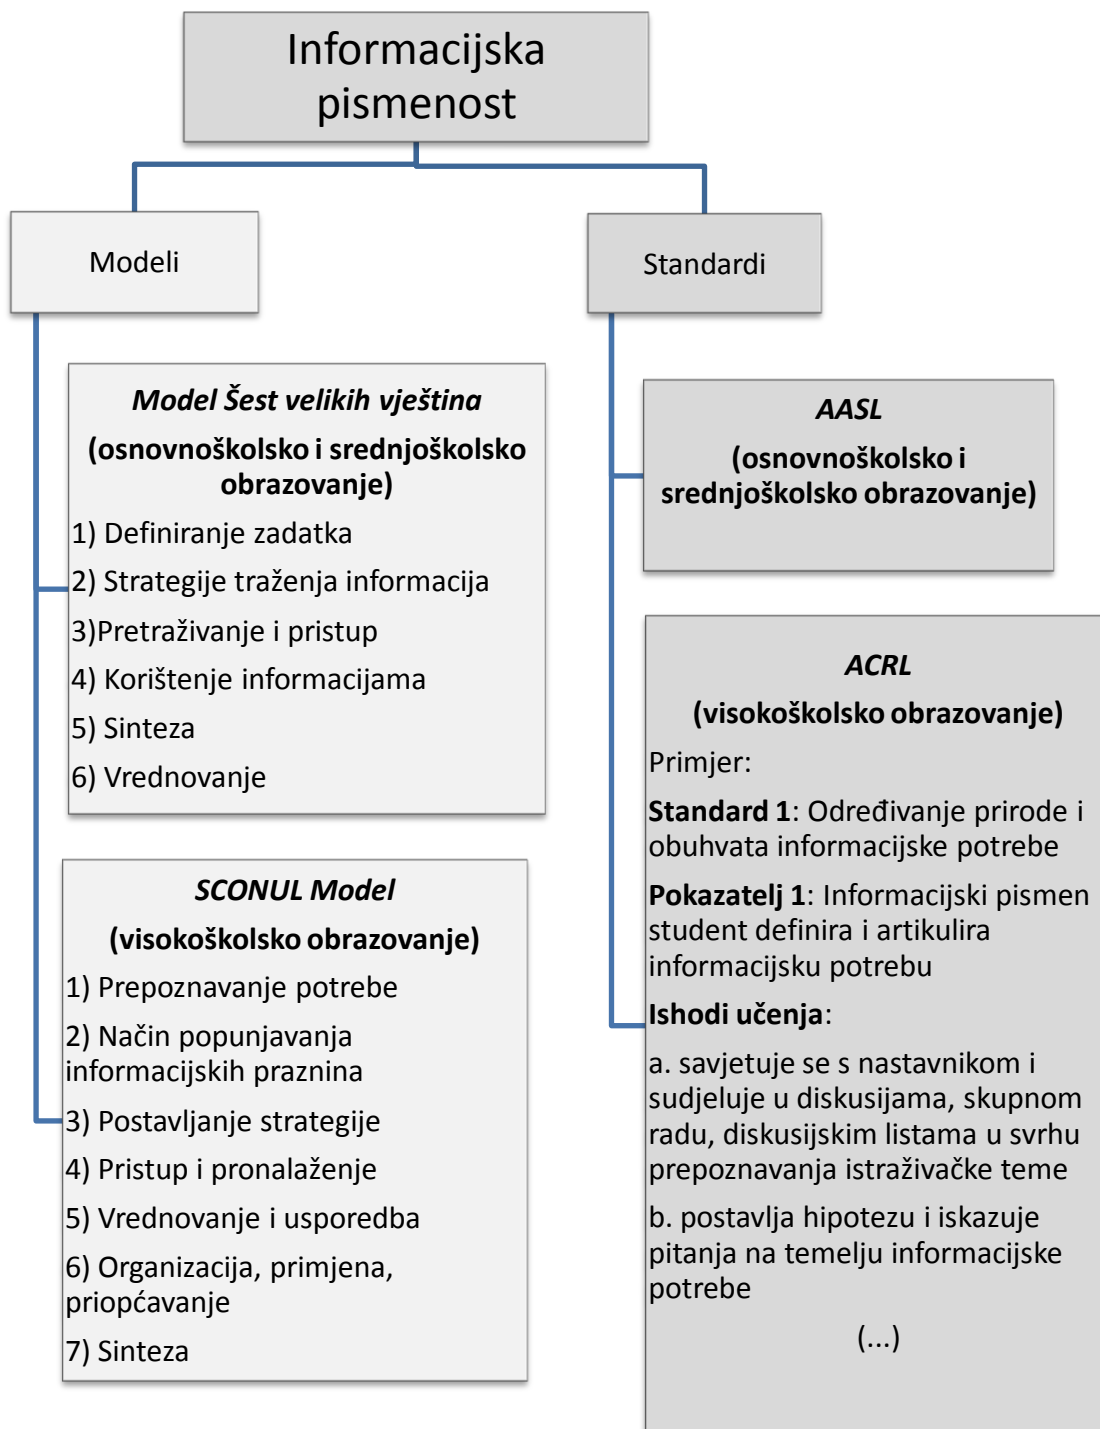 Informacijska
pismenost
Modeli
Standardi
Model Šest velikih vještina
(osnovnoškolsko i srednjoškolsko
obrazovanje)
1) Definiranje zadatka
2) Strategije traženja informacija
3)Pretraživanje i pristup
4) Korištenje informacijama
5) Sinteza
6) Vrednovanje
SCONUL Model
(visokoškolsko obrazovanje)
1) Prepoznavanje potrebe
2) Način popunjavanja
informacijskih praznina
3) Postavljanje strategije
4) Pristup i pronalaženje
5) Vrednovanje i usporedba
6) Organizacija, primjena,
priopćavanje
7) Sinteza
AASL
(osnovnoškolsko i
srednjoškolsko obrazovanje)
ACRL
(visokoškolsko obrazovanje)
Primjer:
Standard 1: Određivanje prirode i
obuhvata informacijske potrebe
Pokazatelj 1: Informacijski pismen
student definira i artikulira
informacijsku potrebu
Ishodi učenja:
a. savjetuje se s nastavnikom i
sudjeluje u diskusijama, skupnom
radu, diskusijskim listama u svrhu
prepoznavanja istraživačke teme
b. postavlja hipotezu i iskazuje
pitanja na temelju informacijske
potrebe
(...)